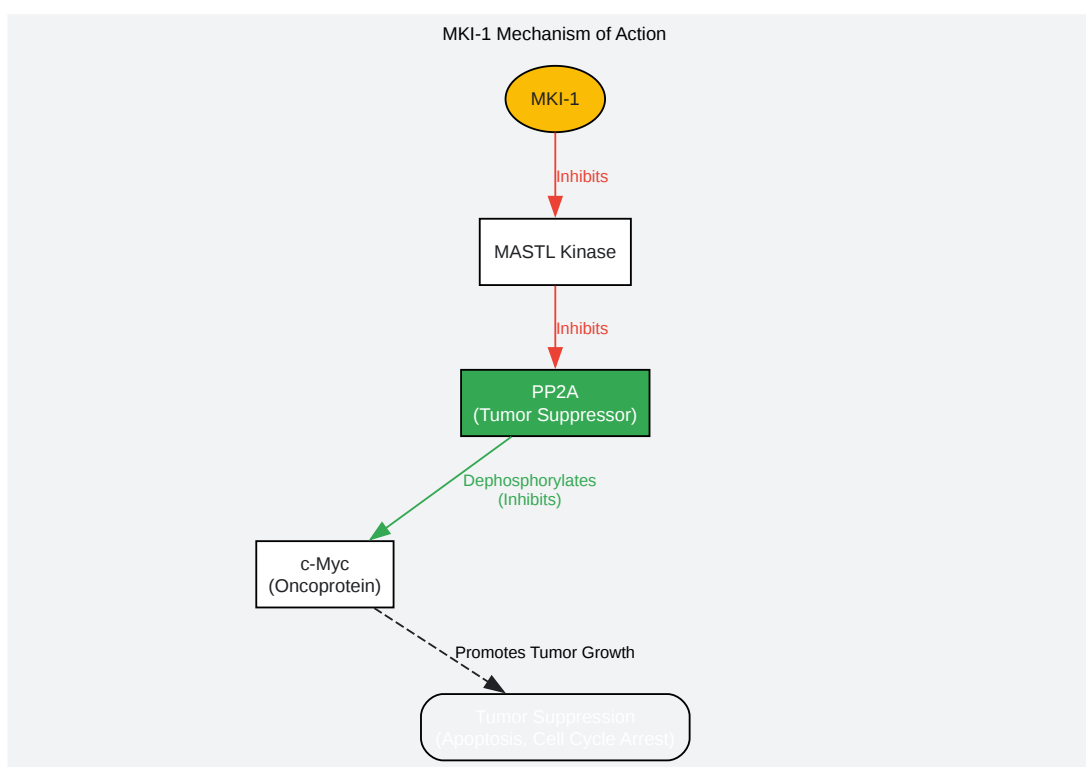 MKI-1 Mechanism of Action
MKI-1
Inhibits
MASTL Kinase
Inhibits
PP2A
(Tumor Suppressor)
Dephosphorylates
(Inhibits)
c-Myc
(Oncoprotein)
Promotes Tumor Growth
Tumor Suppression
(Apoptosis, Cell Cycle Arrest)